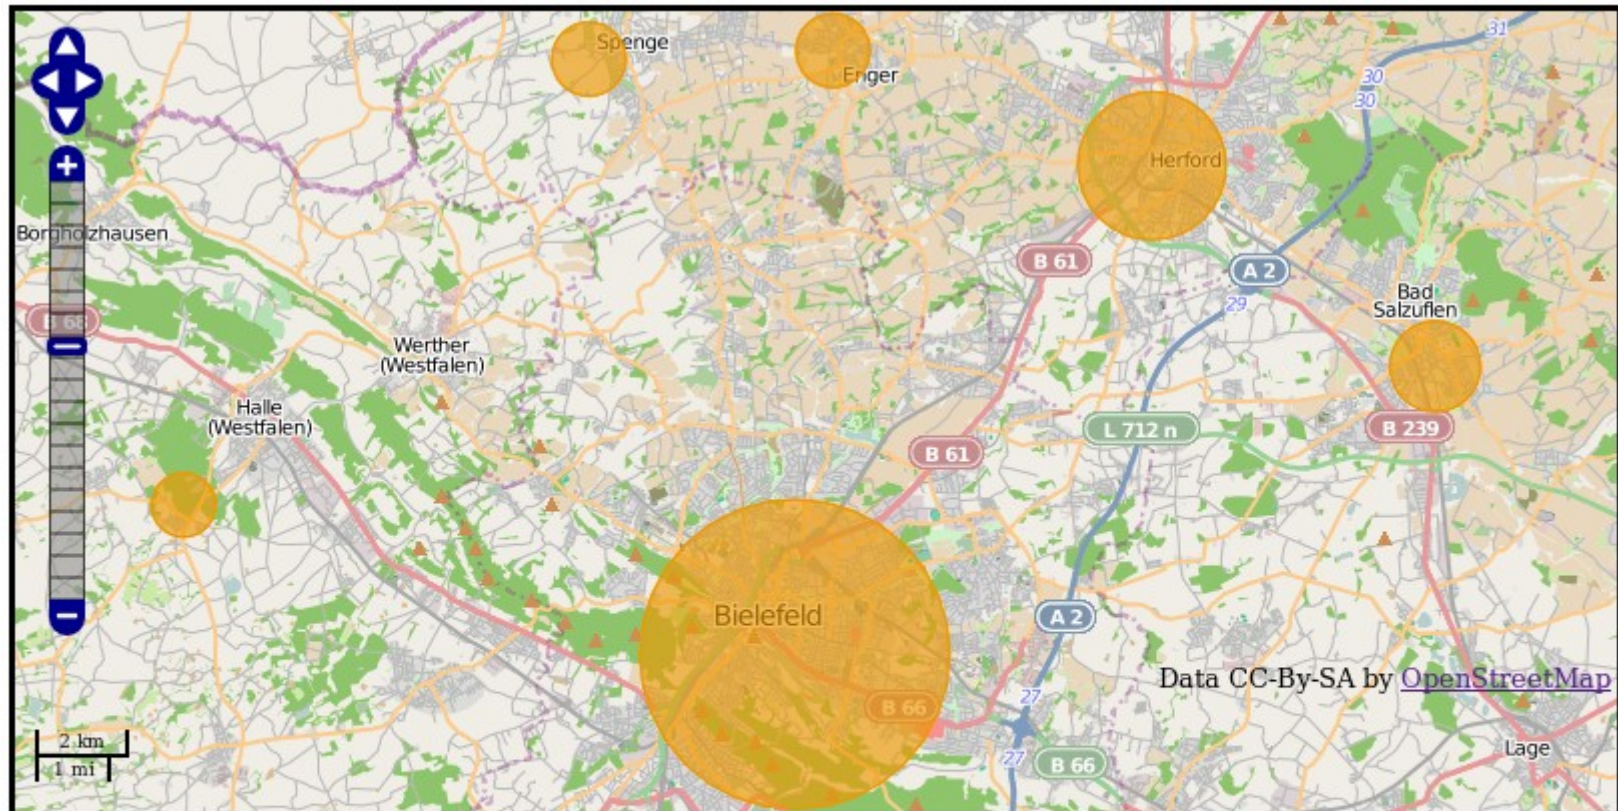 31
Spenge
Enger
30
30
Herford
Borgholzhausen
B 61
A 2
Bad
Salzuflen
29
B 68
Werther
(Westfalen)
Halle
(Westfalen)
L 712 n
B 239
B 61
Bielefeld
A 2
Data CC-By-SA by OpenStreetMap
27
B 66
2 km
1 mi
27
B 66
Lage